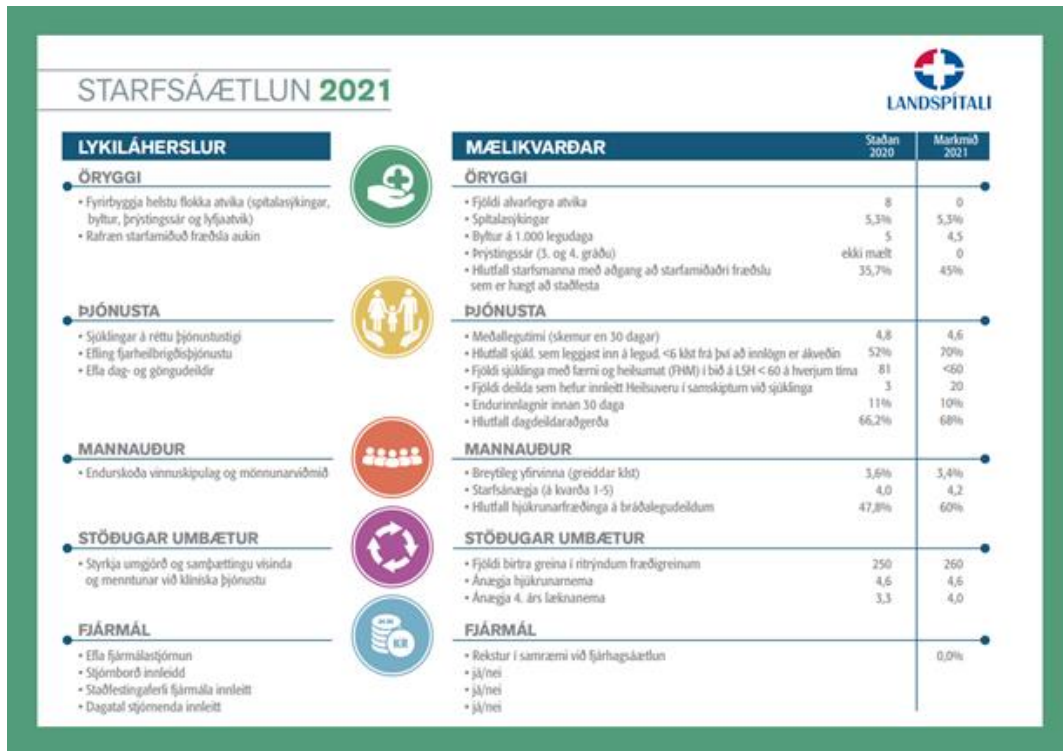 STARFSÁÆTLUN 2021
LANDSPÍTALI
LYKILÁHERSLUR
ÖRYGGI
• Fyrirbyggja helstu flokka atvika (spítalasýkingar,
byltur, þrýstingssár og lyfjaatvik)
• Rafræn starfamiðuð fræðsla aukin
ÞJÓNUSTA
• Sjúklingar á réttu þjónustustigi
• Efling fjarheilbrigðisþjónustu
• Efla dag- og göngudeildir
MANNAUÐUR
• Endurskoða vinnuskipulag og mönnunarviðmið
STÖÐUGAR UMBÆTUR
• Styrkja umgjörð og samþættingu vísinda
og menntunar við klíníska þjónustu
FJÁRMÁL
• Efla fjármálastjórnun
• Stjórnborð innleidd
• Staðfestingaferli fjármála innleitt
• Dagatal stjórnenda innleitt
KR
MÆLIKVARÐAR Staðan 2020 Markmið 2021
ÖRYGGI
• Fjöldi alvarlegra atvika 8 0
• Spítalasýkingar 5,3% 5,3%
• Byltur á 1.000 legudaga 5 4,5
• Þrýstingssár (3. og 4. gráðu) ekki mælt 0
• Hlutfall starfsmanna með aðgang að starfamiðaðri fræðslu 35,7% 45%
sem er hægt að staðfesta
ÞJÓNUSTA
• Meðallegutími (skemur en 30 dagar) 4,8 4,6
• Hlutfall sjúkl. sem leggjast inn á legud. <6 klst frá því að innlögn er ákveðin 52% 70%
• Fjöldi sjúklinga með færni og heilsumat (FHM) í bið á LSH < 60 á hverjum tíma 81 <60
• Fjöldi deilda sem hefur innleitt Heilsuveru í samskiptum við sjúklinga 3 20
• Endurinnlagnir innan 30 daga 11% 10%
• Hlutfall dagdeildaraðgerða 66,2% 68%
MANNAUÐUR
• Breytileg yfirvinna (greiddar klst) 3,6% 3,4%
• Starfsánægja (á kvarða 1-5) 4,0 4,2
• Hlutfall hjúkrunarfræðinga á bráðalegudeildum 47,8% 60%
STÖÐUGAR UMBÆTUR
• Fjöldi birtra greina í ritrýndum fræðigreinum 250 260
• Ánægja hjúkrunarnema 4,6 4,6
• Ánægja 4. árs læknanema 3,3 4,0
FJÁRMÁL
• Rekstur í samræmi við fjárhagsáætlun 0,0%
• já/nei
• já/nei
• já/nei